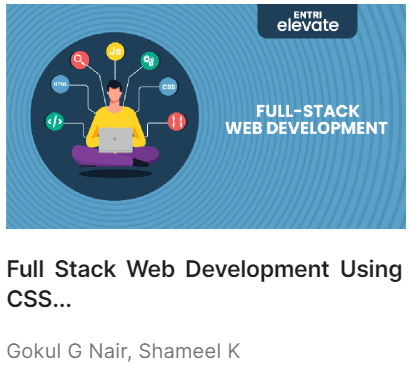 ENTRI
elevate
Js
HTML
CSS
</>
{ }
FULL-STACK
WEB DEVELOPMENT
Full Stack Web Development Using
CSS...
Gokul G Nair, Shameel K